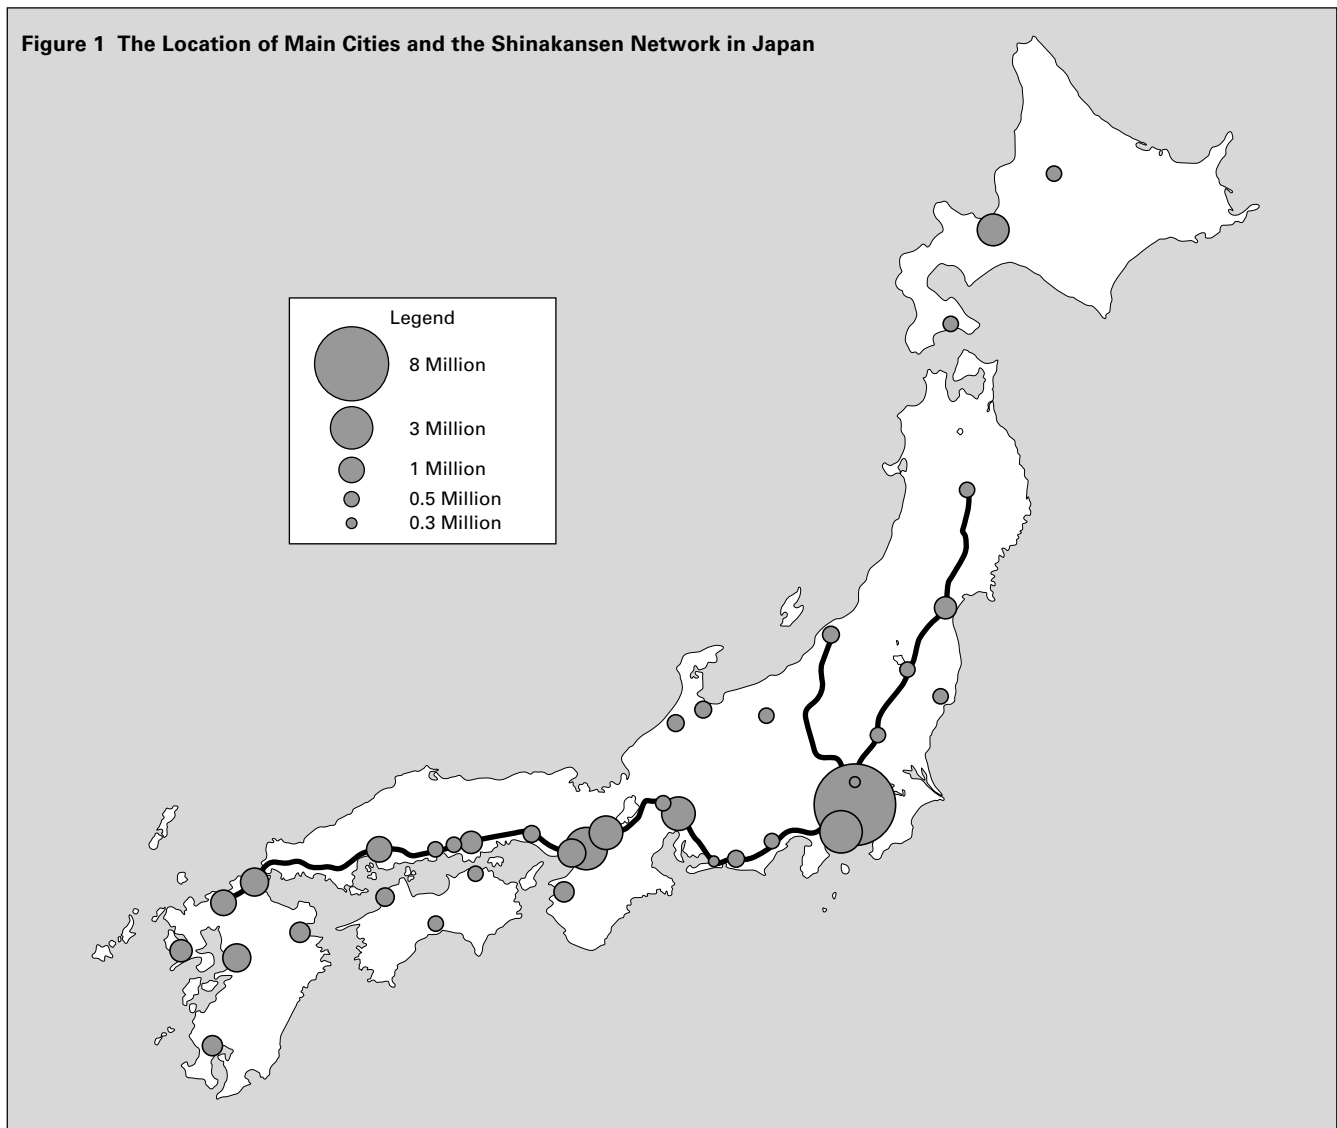 Figure 1 The Location of Main Cities and the Shinakansen Network in Japan
Legend
8 Million
3 Million
1 Million
0.5 Million
0.3 Million